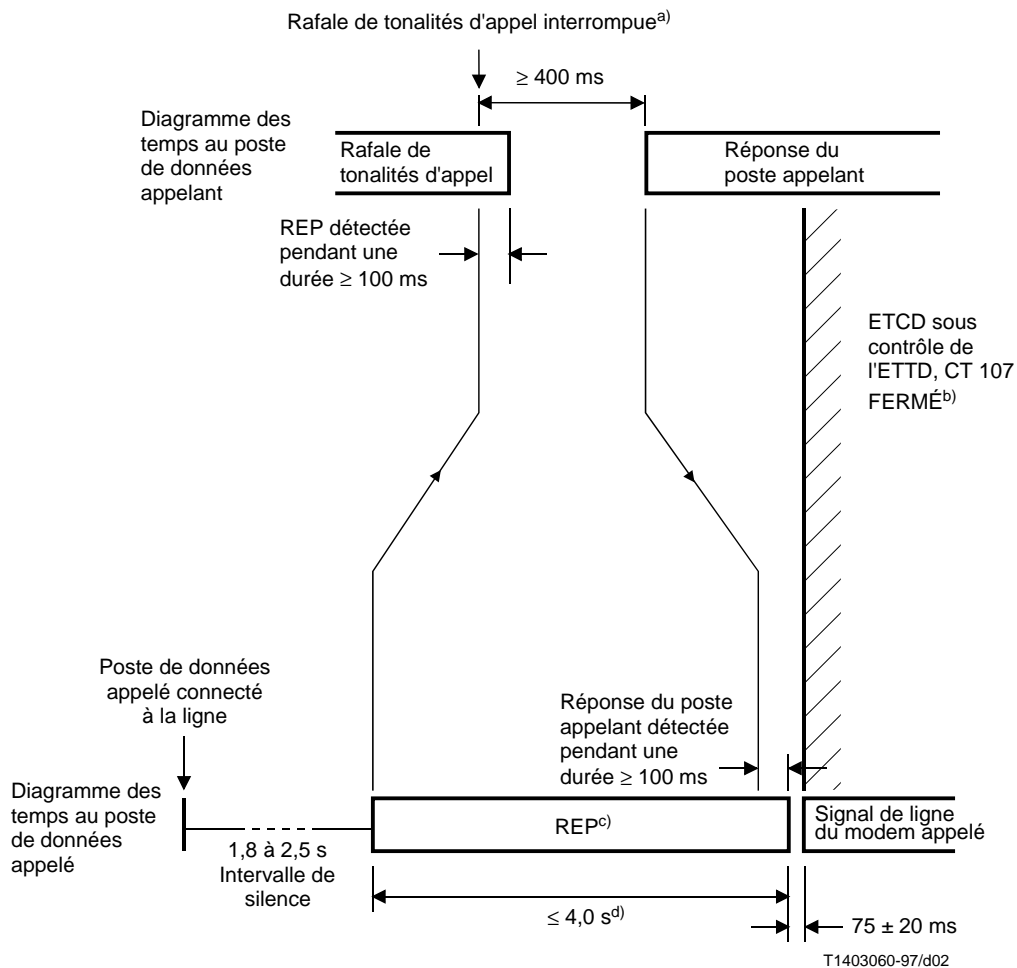 Rafale de tonalités d'appel interrompue a)
≥ 400 ms
Diagramme des
temps au poste
de données
appelant
Rafale de
tonalités d'appel
Réponse du
poste appelant
REP détectée
pendant une
durée ≥ 100 ms
ETCD sous
contrôle de
l'ETTD, CT 107
FERMÉ b)
Poste de données
appelé connecté
à la ligne
Réponse du poste
appelant détectée
pendant une
durée ≥ 100 ms
Diagramme des
temps au poste
de données
appelé
1,8 à 2,5 s
Intervalle de
silence
REP c)
Signal de ligne
du modem appelé
≤ 4,0 s d)
75 ± 20 ms
T1403060-97/d02